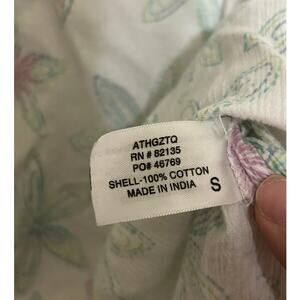 ATHGZTQ
RN # 82135
PO# 46769
SHELL-100% COTTON
MADE IN INDIA
S